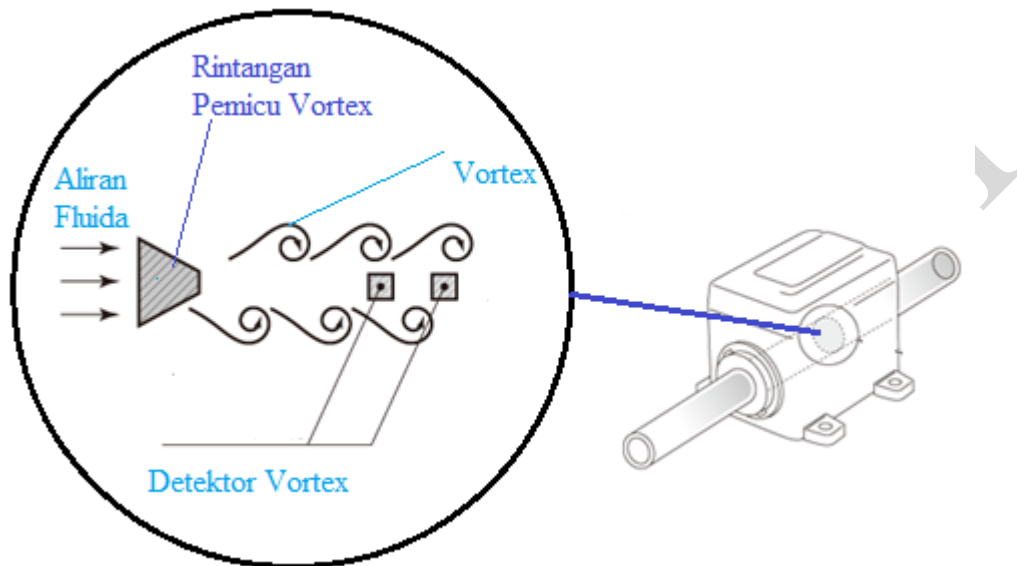 Rintangan
Pemicu Vortex
Aliran
Fluida
Vortex
Detektor Vortex